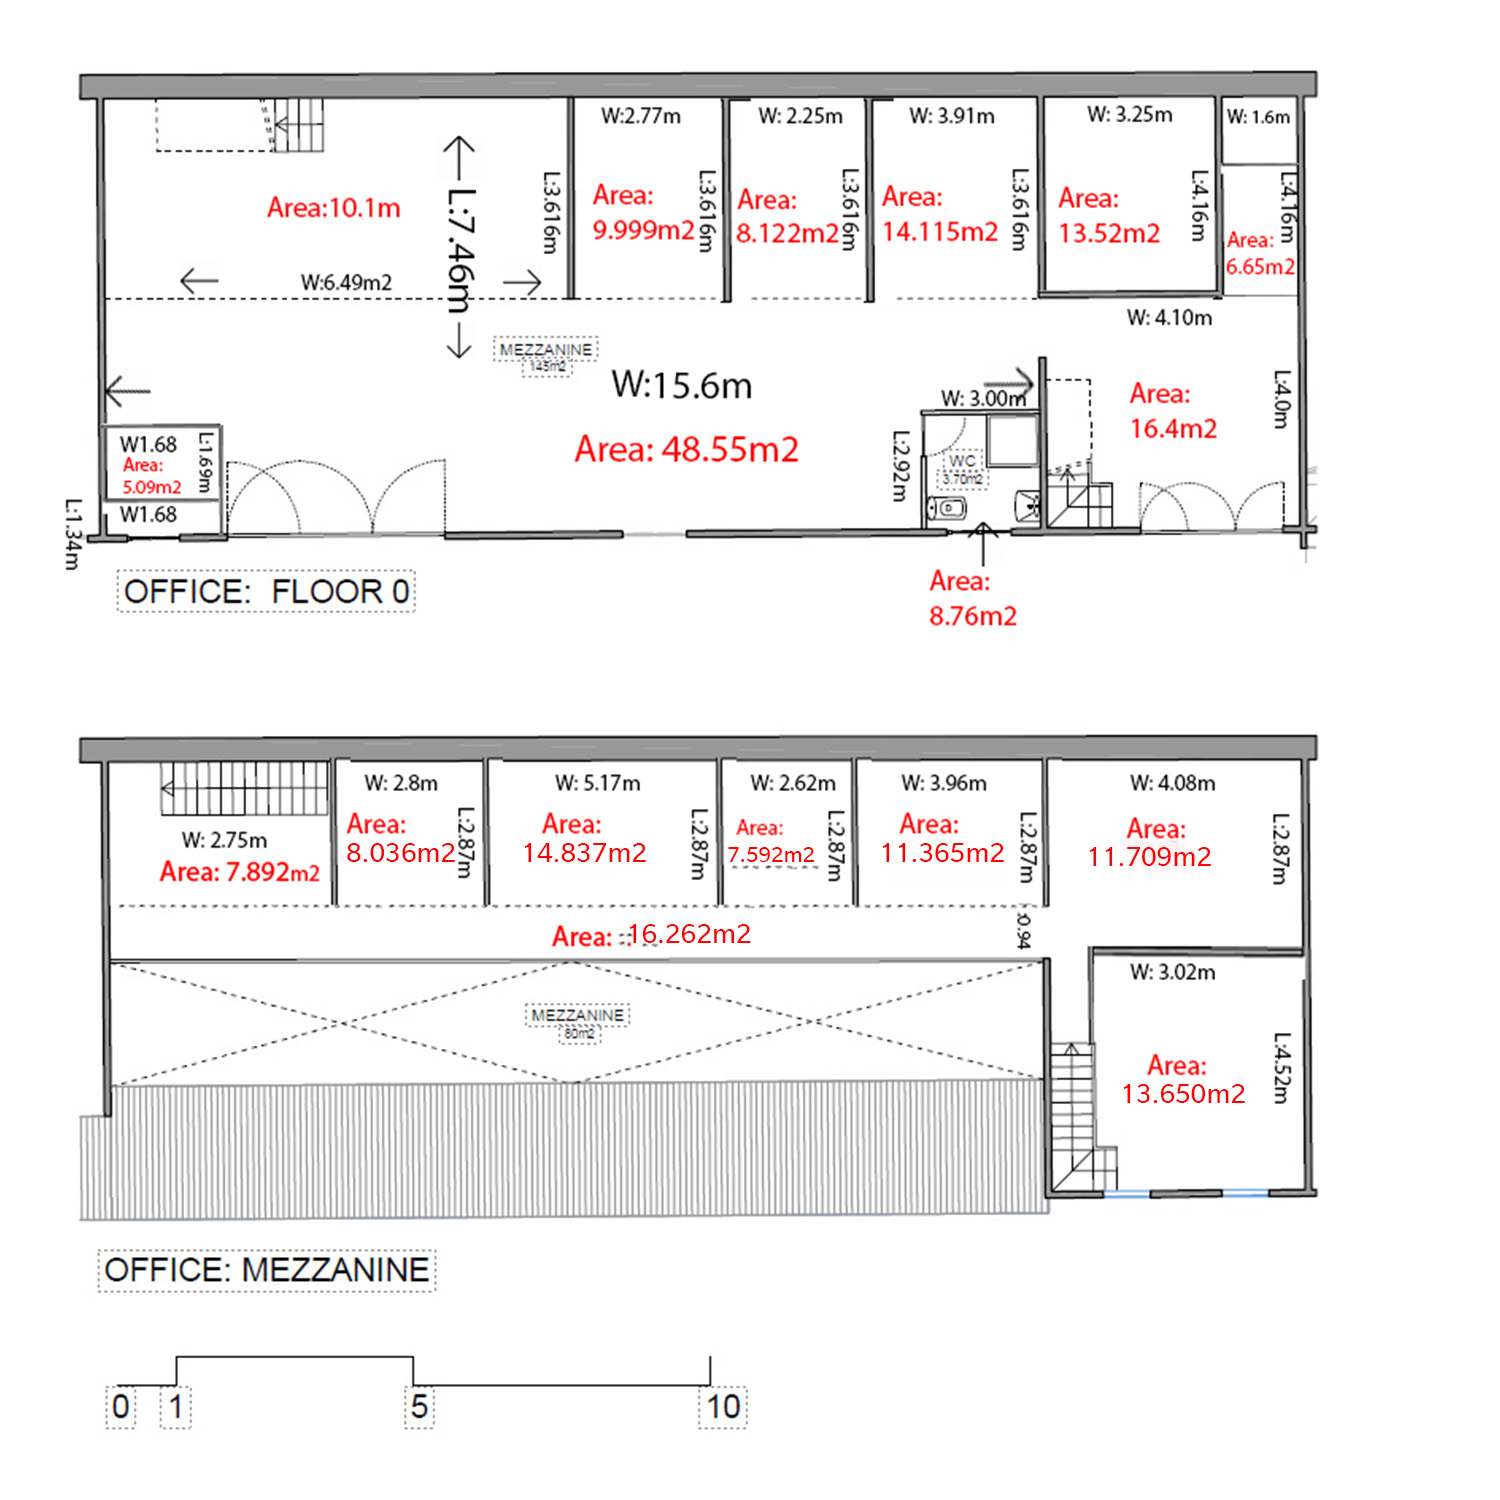 W:2.77m
W: 2.25m
W: 3.91m
W: 3.25m
W: 1.6m
Area:10.1m
L:7.46m
L:3.616m
Area:
9.999m2
L:3.616m
Area:
8.122m2
L:3.616m
Area:
14.115m2
L:3.616m
Area:
13.52m2
L:4.16m
L:4.16m
Area:
6.65m2
W:6.49m2
W: 4.10m
MEZZANINE
145m2
W:15.6m
W: 3.00m
Area:
16.4m2
L:4.0m
Area: 48.55m2
W1.68
Area:
5.09m2
L:1.69m
W1.68
L:1.34m
L:2.92m
WC
3.70m2
OFFICE: FLOOR 0
Area:
8.76m2
W: 2.8m
W: 5.17m
W: 2.62m
W: 3.96m
W: 4.08m
W: 2.75m
Area: 7.892m2
Area:
8.036m2
L:2.87m
Area:
14.837m2
L:2.87m
Area:
7.592m2
L:2.87m
Area:
11.365m2
L:2.87m
Area:
11.709m2
L:2.87m
Area: 16.262m2
:0.94
MEZZANINE
80m2
W: 3.02m
Area:
13.650m2
L:4.52m
OFFICE: MEZZANINE
0 1 5 10